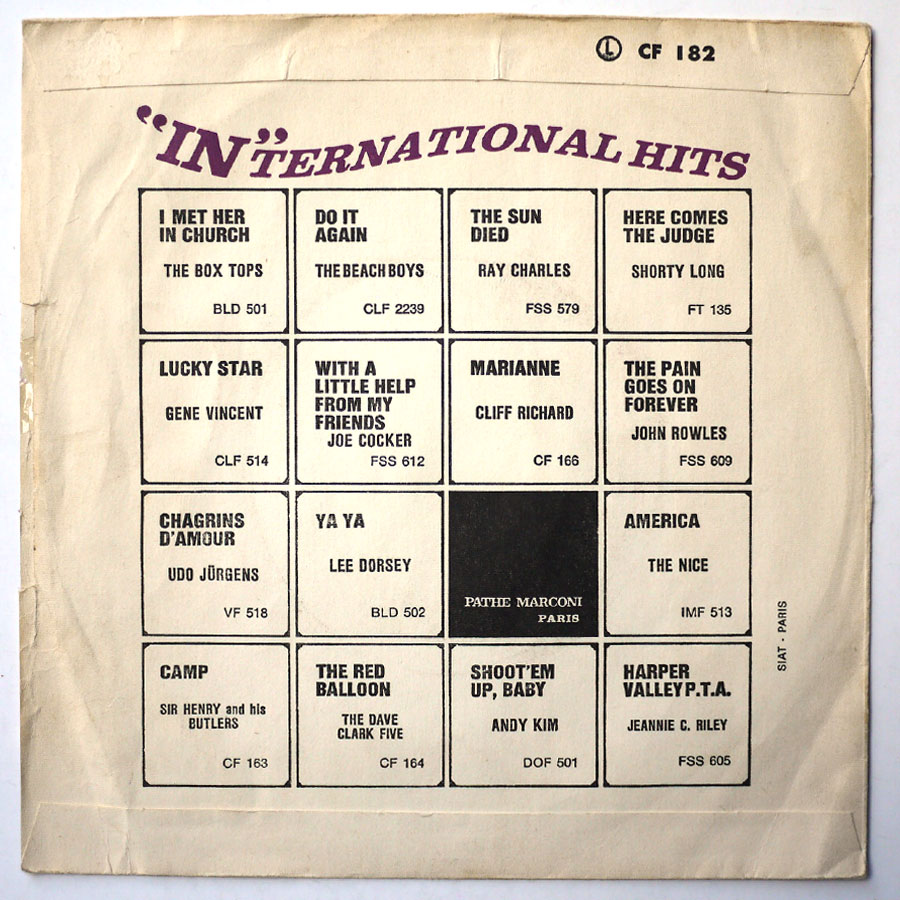 Ⓛ CF 182
“IN”TERNATIONAL HITS
I MET HER
IN CHURCH
THE BOX TOPS
BLD 501
DO IT
AGAIN
THE BEACH BOYS
CLF 2239
THE SUN
DIED
RAY CHARLES
FSS 579
HERE COMES
THE JUDGE
SHORTY LONG
FT 135
LUCKY STAR
GENE VINCENT
CLF 514
WITH A
LITTLE HELP
FROM MY
FRIENDS
JOE COCKER
FSS 612
MARIANNE
CLIFF RICHARD
CF 166
THE PAIN
GOES ON
FOREVER
JOHN ROWLES
FSS 609
CHAGRINS
D'AMOUR
UDO JÜRGENS
VF 518
YA YA
LEE DORSEY
BLD 502
PATHE MARCONI
PARIS
AMERICA
THE NICE
IMF 513
CAMP
SIR HENRY and his
BUTLERS
CF 163
THE RED
BALLOON
THE DAVE
CLARK FIVE
CF 164
SHOOT'EM
UP, BABY
ANDY KIM
DOF 501
HARPER
VALLEY P.T.A.
JEANNIE C. RILEY
FSS 605
SIAT - PARIS